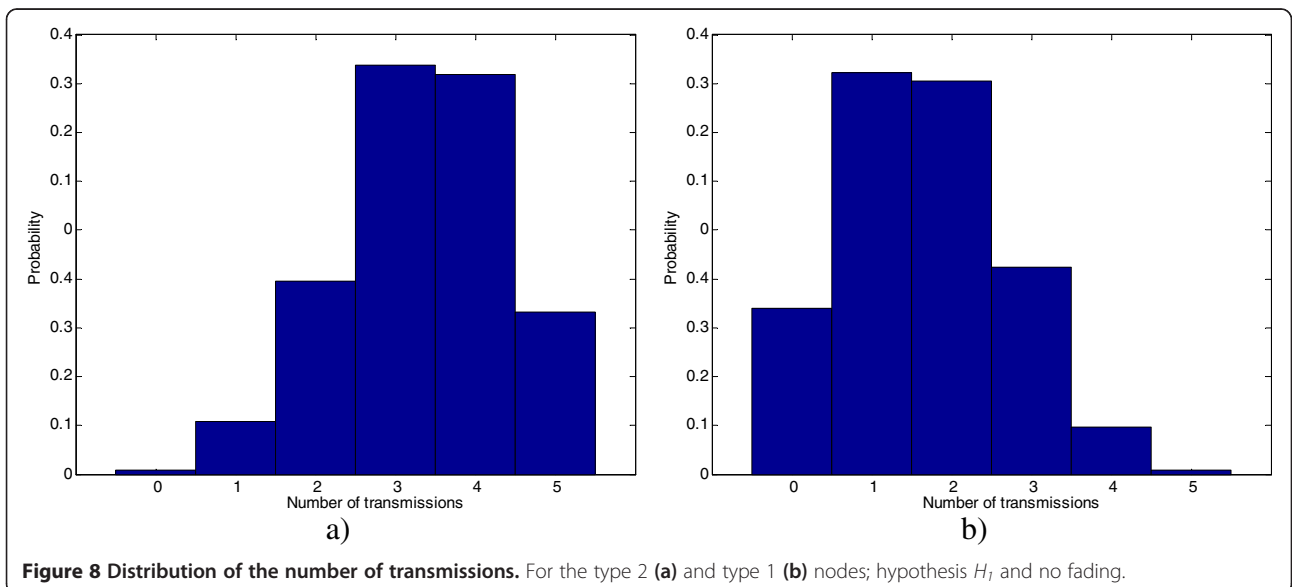 0.4
0.3
0.2
0.1
0
0.4
0.3
0.2
0.1
0
Probability
0 1 2 3 4 5
Number of transmissions
a)
0.4
0.3
0.2
0.1
0
0.4
0.3
0.2
0.1
0
Probability
0 1 2 3 4 5
Number of transmissions
b)
Figure 8 Distribution of the number of transmissions. For the type 2 (a) and type 1 (b) nodes; hypothesis H₁ and no fading.